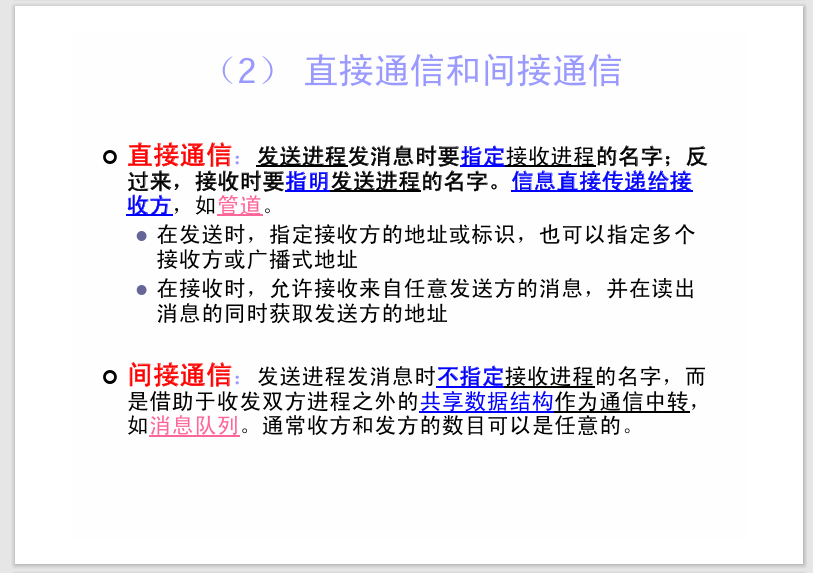 （2） 直接通信和间接通信
直接通信：发送进程发消息时要指定接收进程的名字；反
过来，接收时要指明发送进程的名字。信息直接传递给接
收方，如管道。
在发送时，指定接收方的地址或标识，也可以指定多个
接收方或广播式地址
在接收时，允许接收来自任意发送方的消息，并在读出
消息的同时获取发送方的地址
间接通信：发送进程发消息时不指定接收进程的名字，而
是借助于收发双方进程之外的共享数据结构作为通信中转，
如消息队列。通常收方和发方的数目可以是任意的。